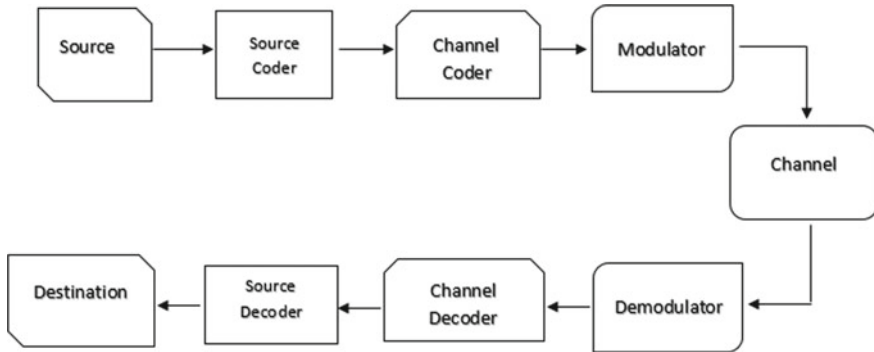 Source
Source
Coder
Channel
Coder
Modulator
Channel
Destination
Source
Decoder
Channel
Decoder
Demodulator